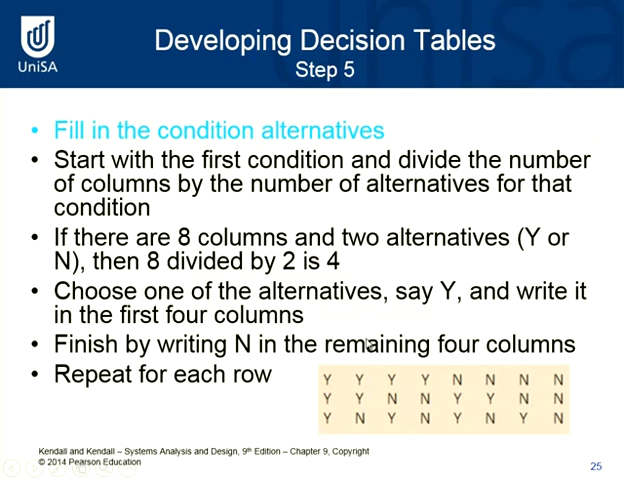 UniSA
Developing Decision Tables
Step 5
• Fill in the condition alternatives
• Start with the first condition and divide the number
of columns by the number of alternatives for that
condition
• If there are 8 columns and two alternatives (Y or
N), then 8 divided by 2 is 4
• Choose one of the alternatives, say Y, and write it
in the first four columns
• Finish by writing N in the remaining four columns
• Repeat for each row
Y Y Y Y N N N N
Y Y N N Y Y N N
Y N Y N Y N Y N
Kendall and Kendall – Systems Analysis and Design, 9th Edition – Chapter 9, Copyright
© 2014 Pearson Education
25